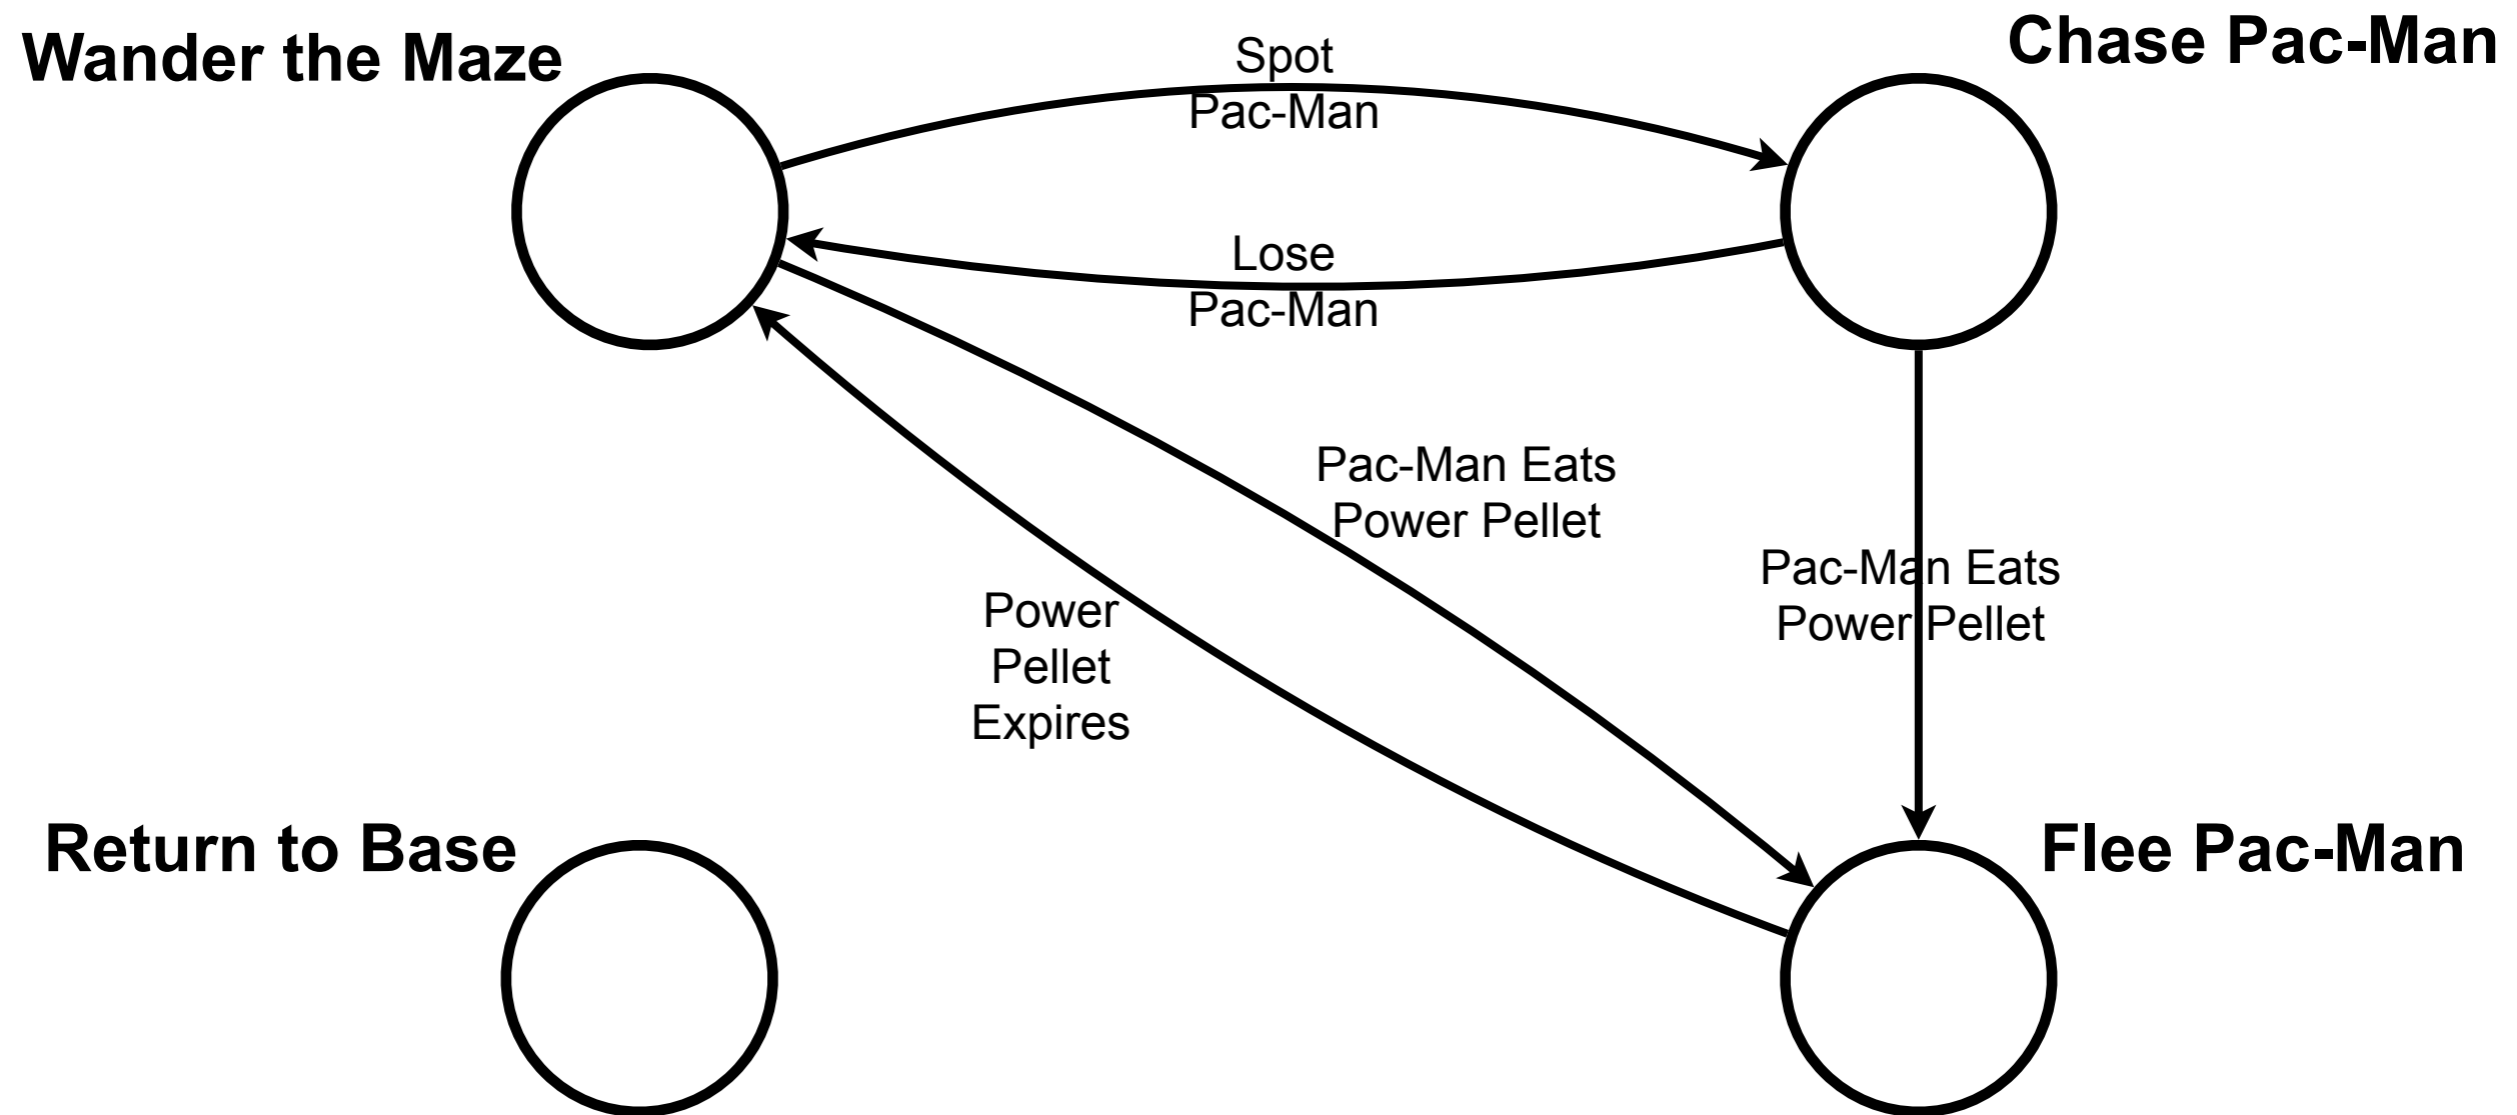 Wander the Maze
Chase Pac-Man
Spot
Pac-Man
Lose
Pac-Man
Pac-Man Eats
Power Pellet
Pac-Man Eats
Power Pellet
Power
Pellet
Expires
Return to Base
Flee Pac-Man